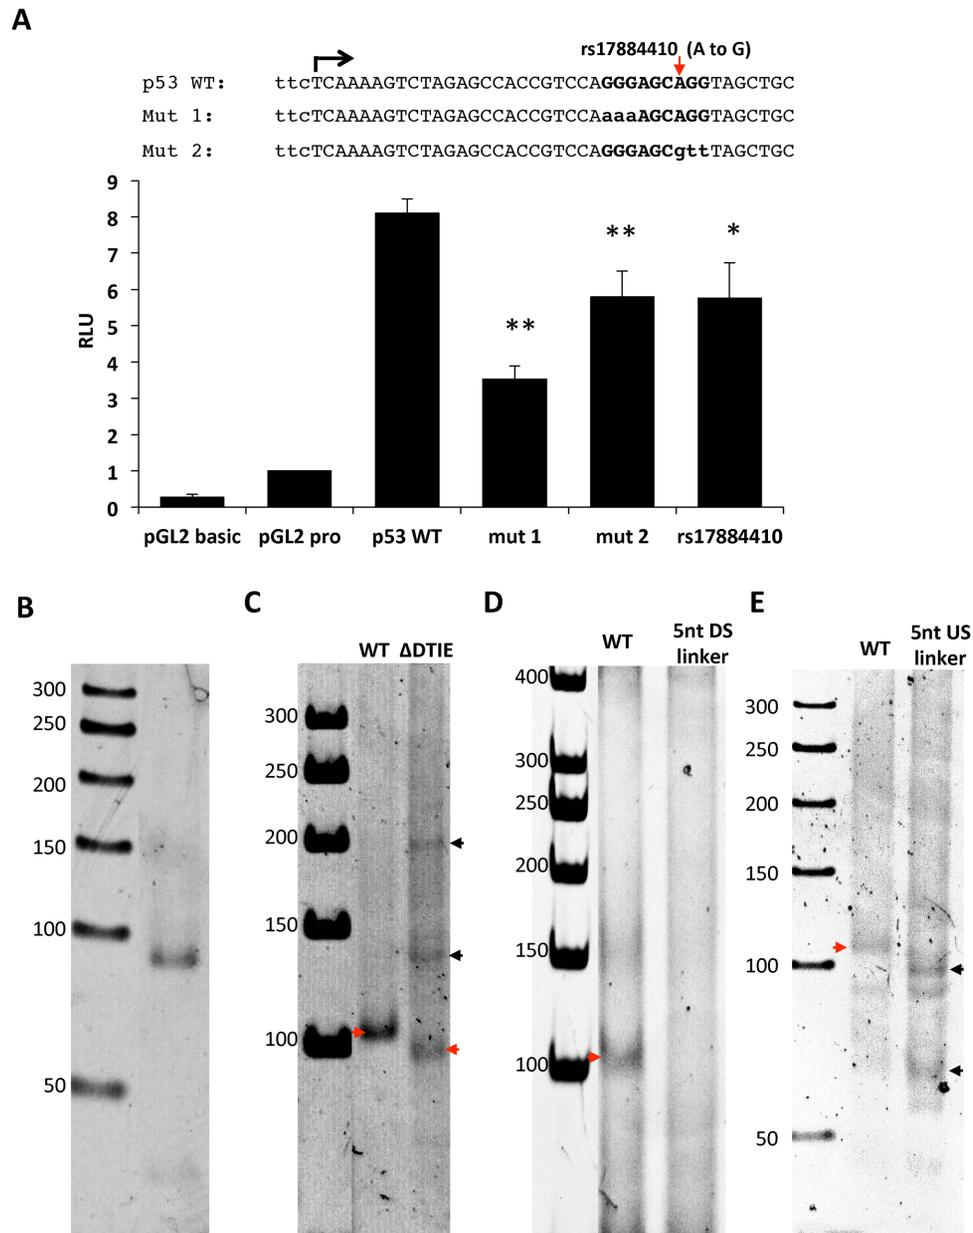 A
rs17884410 (A to G)
p53 WT: ttcTCAAAAGTCTAGAGCCACCGTCCAGGGAGCAGGTAGCTGC
Mut 1: ttcTCAAAAGTCTAGAGCCACCGTCCAaaaAGCAGGTAGCTGC
Mut 2: ttcTCAAAAGTCTAGAGCCACCGTCCAGGGAGCgttTAGCTGC
9
8
7
6
5
4
3
2
1
0
RLU
** 
** 
*
pGL2 basic pGL2 pro p53 WT mut 1 mut 2 rs17884410
B
300
250
200
150
100
50
C
WT ΔDTIE
300
250
200
150
100
D
WT 5nt DS
linker
400
300
250
200
150
100
E
WT 5nt US
linker
300
250
200
150
100
50